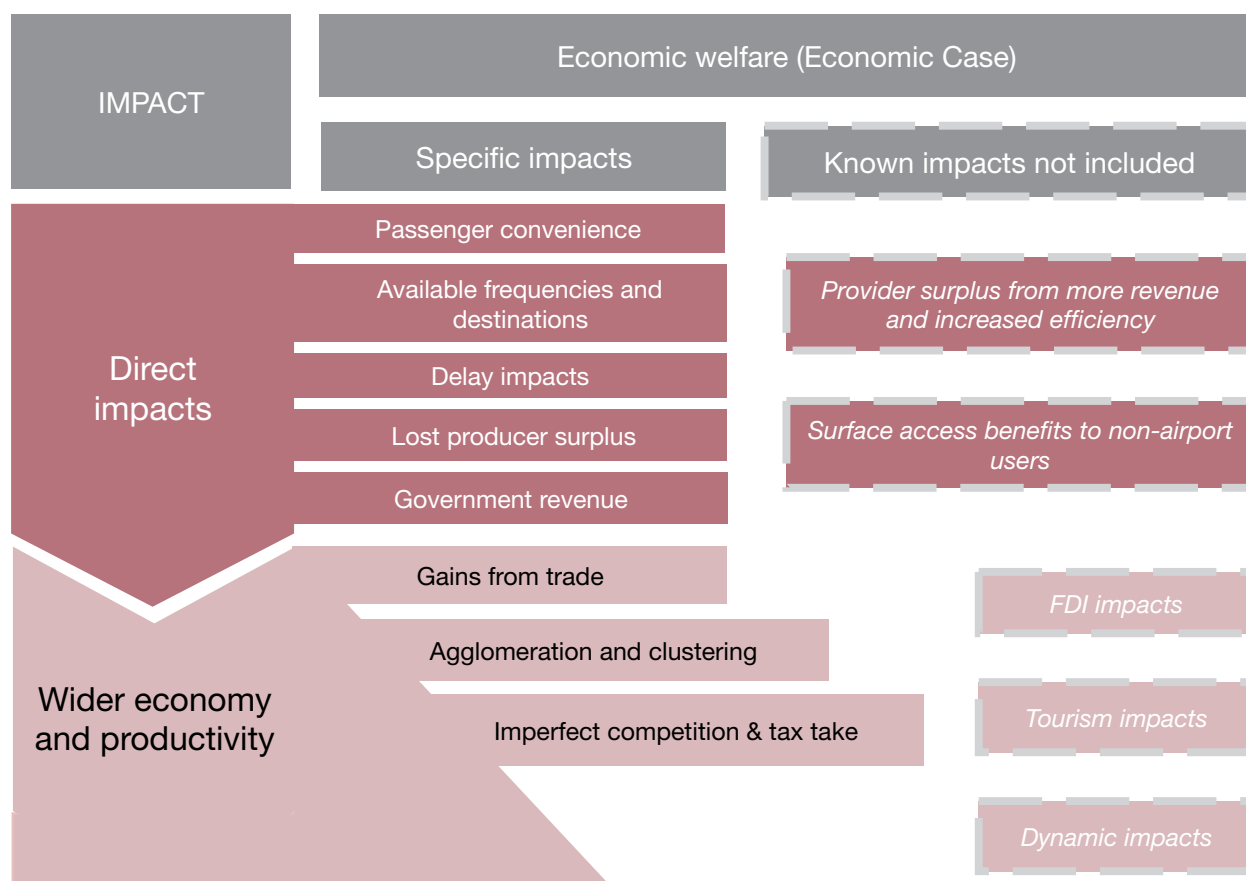 IMPACT
Economic welfare (Economic Case)
Specific impacts
Known impacts not included
Direct
impacts
Passenger convenience
Available frequencies and
destinations
Delay impacts
Lost producer surplus
Government revenue
Provider surplus from more revenue
and increased efficiency
Surface access benefits to non-airport
users
Wider economy
and productivity
Gains from trade
Agglomeration and clustering
Imperfect competition & tax take
FDI impacts
Tourism impacts
Dynamic impacts